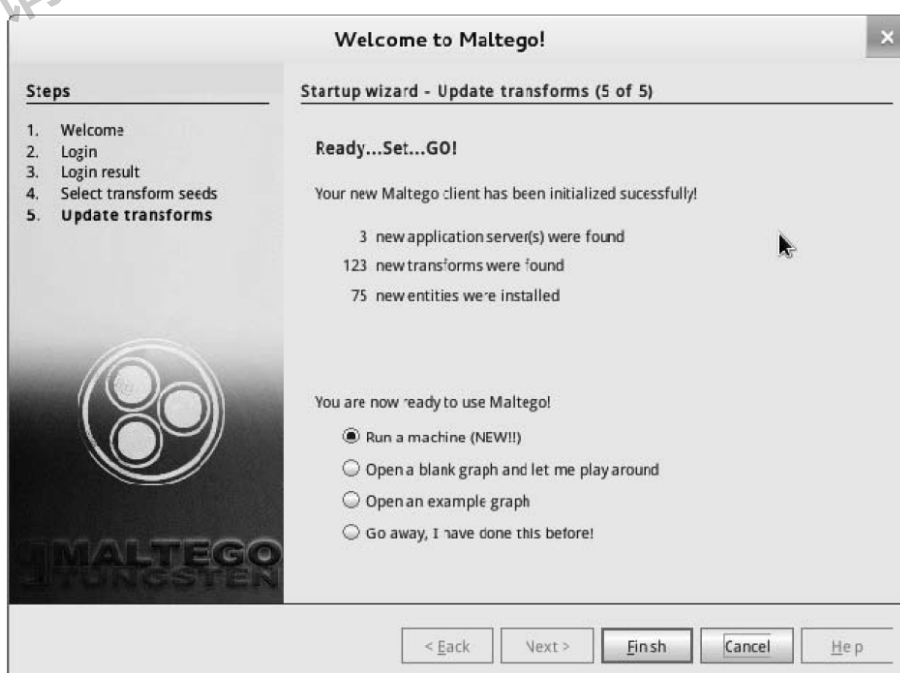 Welcome to Maltego!
Steps
1. Welcome
2. Login
3. Login result
4. Select transform seeds
5. Update transforms
Startup wizard - Update transforms (5 of 5)
Ready...Set...GO!
Your new Maltego client has been initialized sucessfully!
3 new application server(s) were found
123 new transforms were found
75 new entities were installed
You are now ready to use Maltego!
Run a machine (NEW!!)
Open a blank graph and let me play around
Open an example graph
Go away, I have done this before!
MALTEGO
TUNGSTEN
< Back
Next >
Finish
Cancel
Help